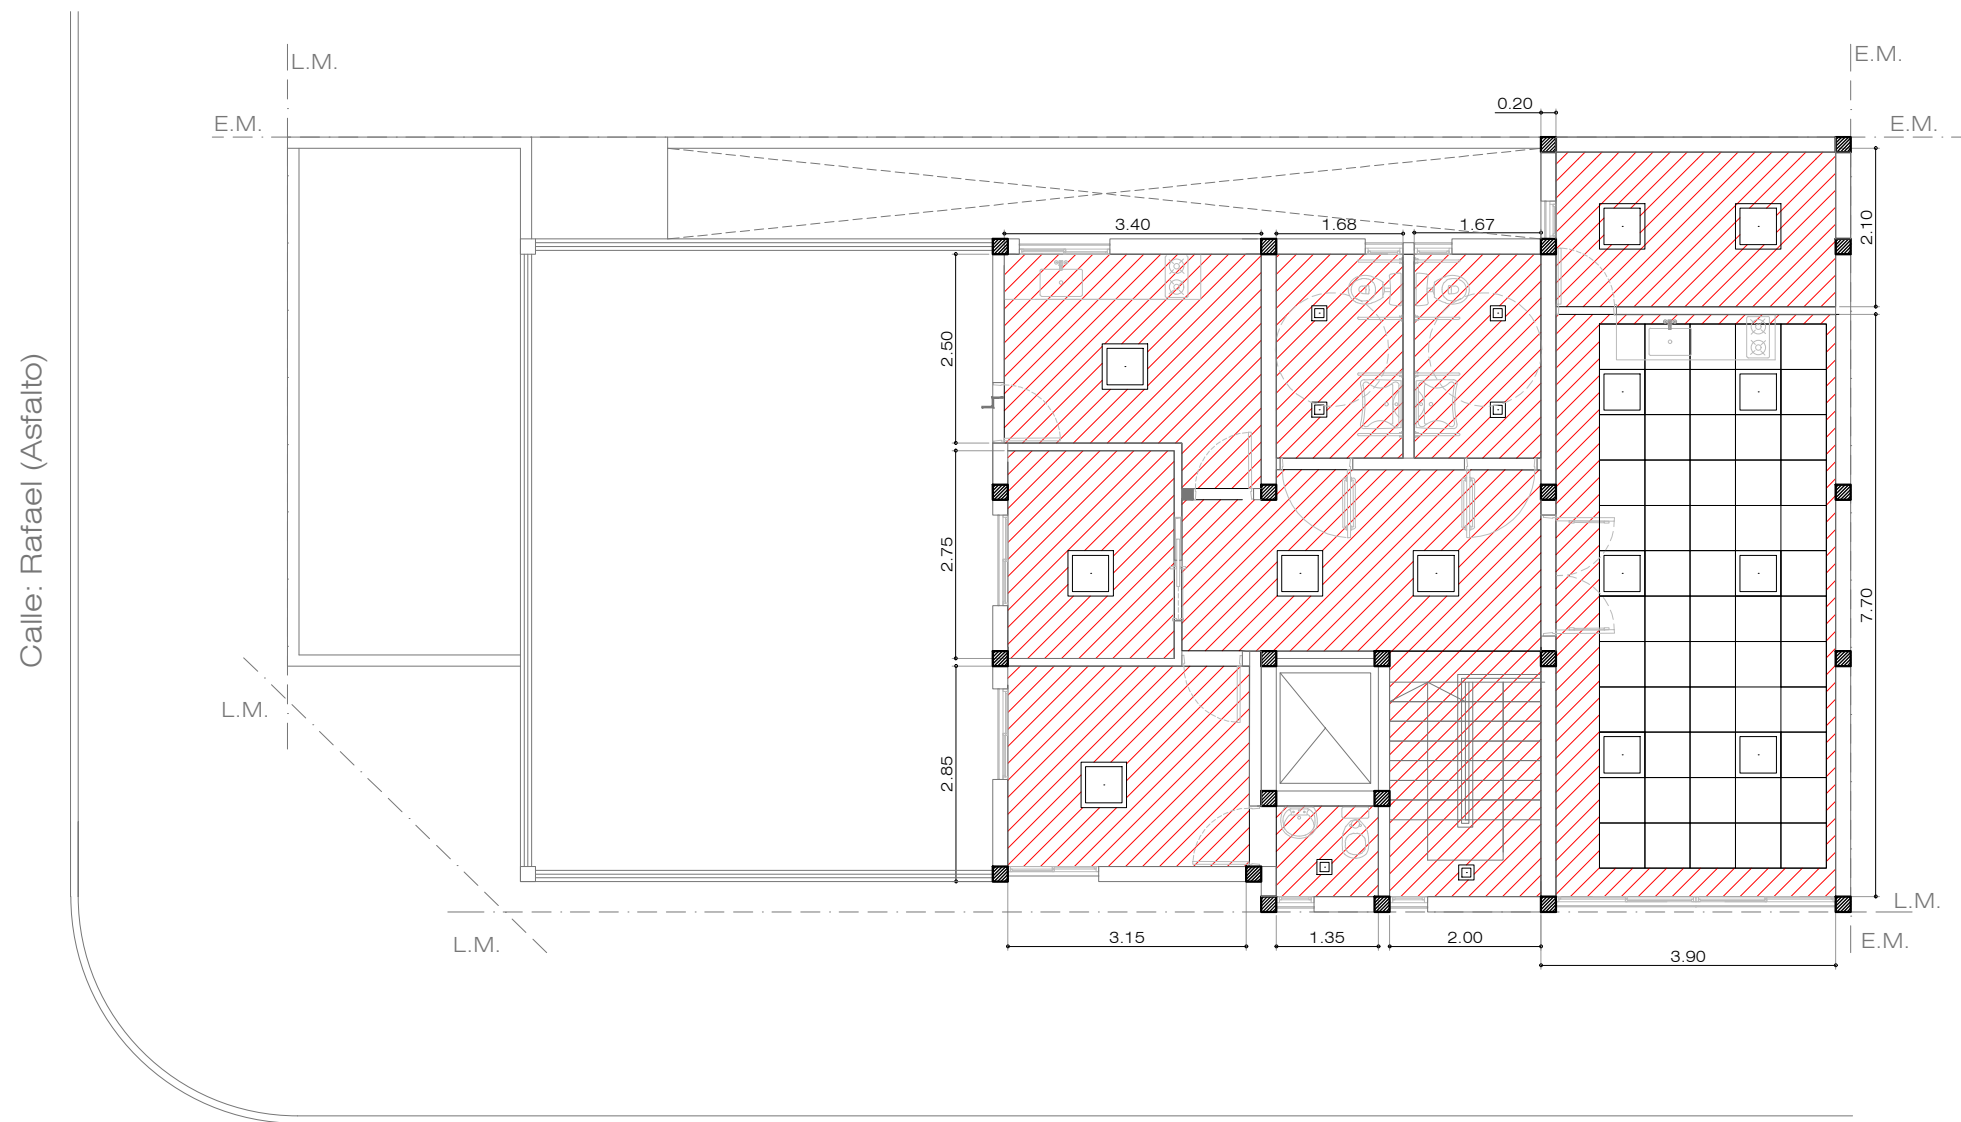 L.M.
E.M.
E.M.
E.M.
0.20
3.40
1.68
1.67
2.10
2.50
Calle: Rafael (Asfalto)
2.75
7.70
L.M.
2.85
L.M.
L.M.
3.15
1.35
2.00
E.M.
3.90